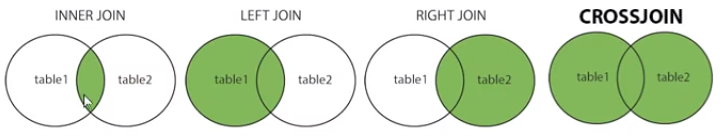 INNER JOIN
table1 table2
LEFT JOIN
table1 table2
RIGHT JOIN
table1 table2
CROSSJOIN
table1 table2